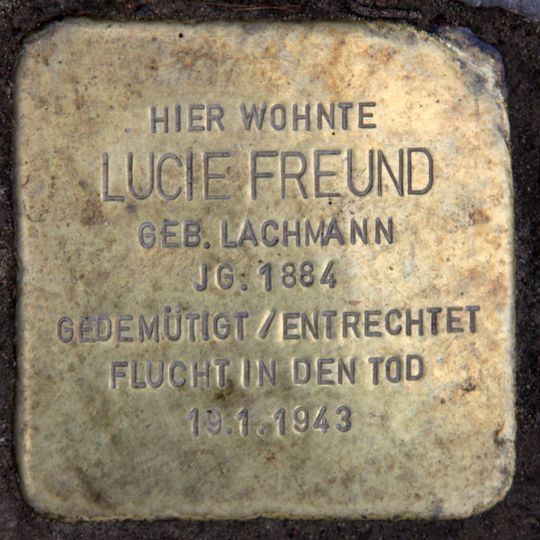 HIER WOHNTE
LUCIE FREUND
GEB. LACHMANN
JG. 1884
GEDEMÜTIGT / ENTRECHTET
FLUCHT IN DEN TOD
19.1.1943